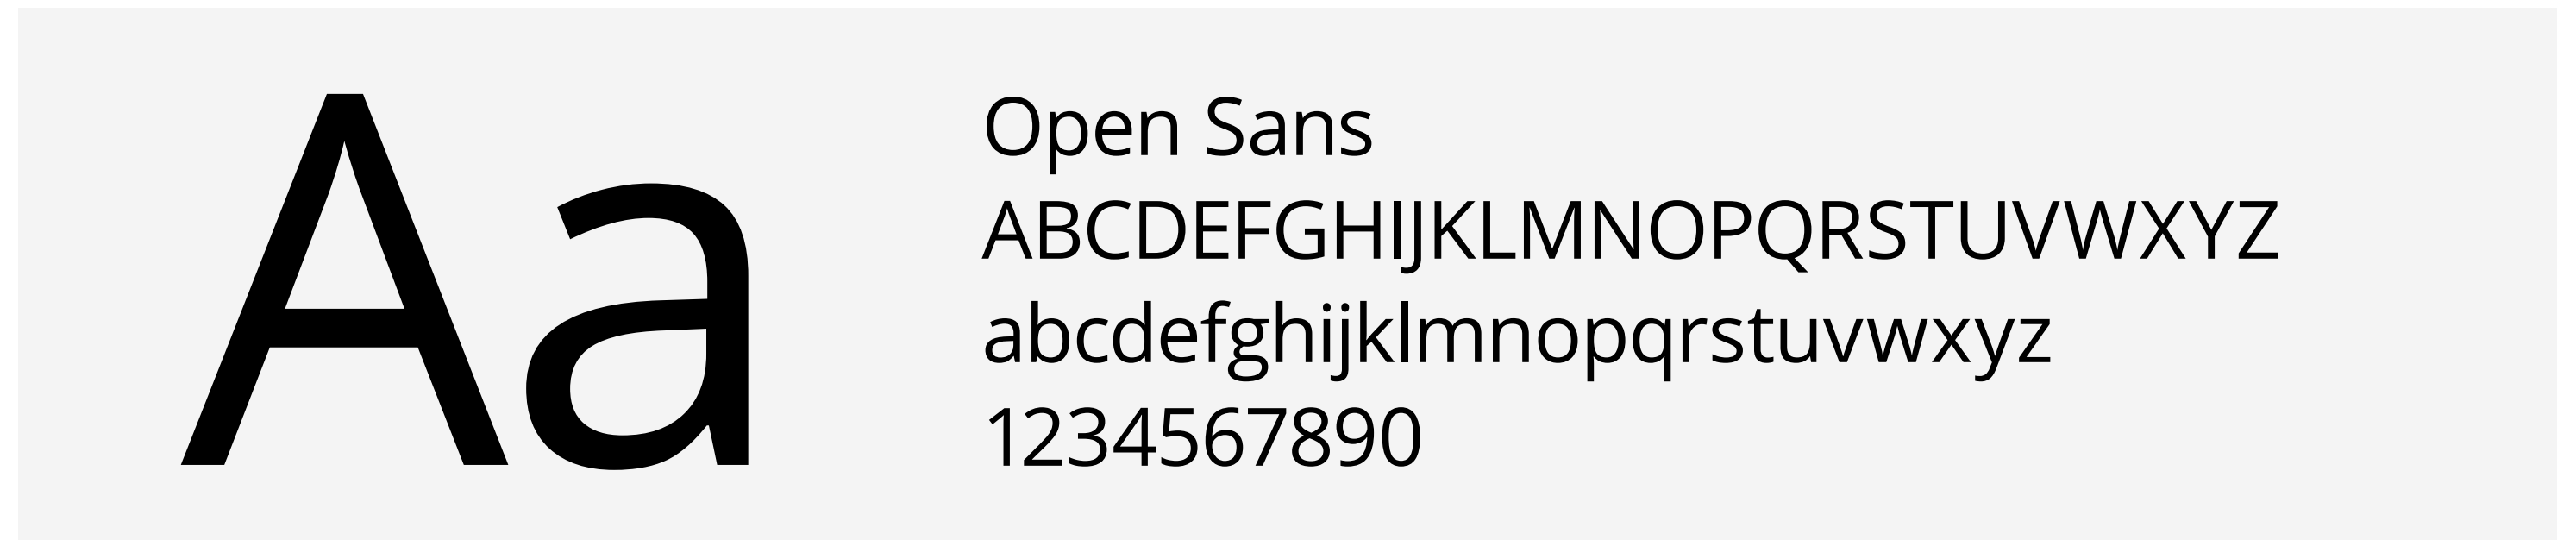 Aa
Open Sans
ABCDEFGHIJKLMNOPQRSTUVWXYZ
abcdefghijklmnopqrstuvwxyz
1234567890